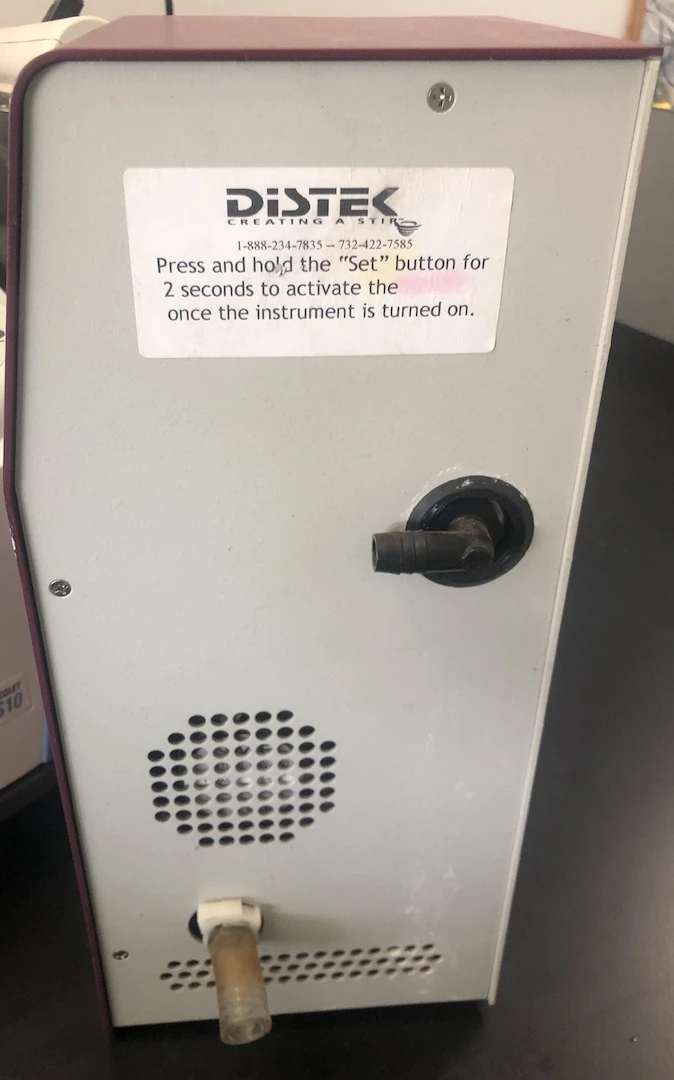 DISTEK
CREATING A STIR
1-888-234-7835 -- 732-422-7585
Press and hold the "Set" button for
2 seconds to activate the
once the instrument is turned on.
510